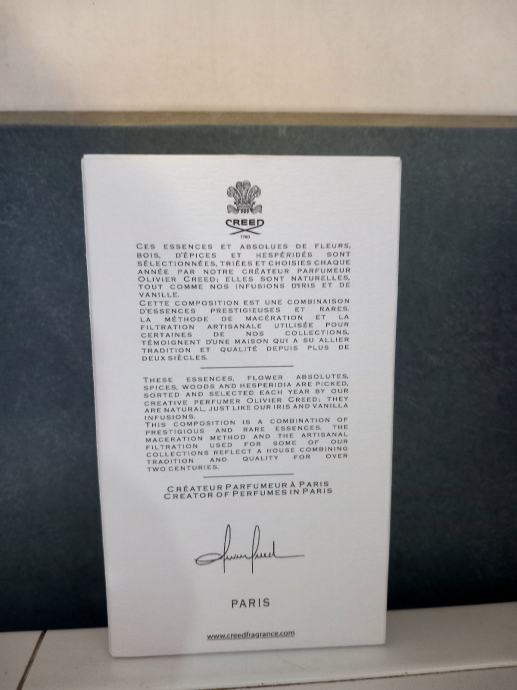 CREED
1760
CES ESSENCES ET ABSOLUES DE FLEURS,
BOIS, D'ÉPICES ET HESPÉRIDÉS SONT
SÉLECTIONNÉES, TRIÉES ET CHOISIES CHAQUE
ANNÉE PAR NOTRE CRÉATEUR PARFUMEUR
OLIVIER CREED; ELLES SONT NATURELLES,
TOUT COMME NOS INFUSIONS D'IRIS ET DE
VANILLE.
CETTE COMPOSITION EST UNE COMBINAISON
D'ESSENCES PRESTIGIEUSES ET RARES.
LA MÉTHODE DE MACÉRATION ET LA
FILTRATION ARTISANALE UTILISÉE POUR
CERTAINES DE NOS COLLECTIONS,
TÉMOIGNENT D'UNE MAISON QUI A SU ALLIER
TRADITION ET QUALITÉ DEPUIS PLUS DE
DEUX SIÈCLES.
THESE ESSENCES, FLOWER ABSOLUTES,
SPICES, WOODS AND HESPERIDIA ARE PICKED,
SORTED AND SELECTED EACH YEAR BY OUR
CREATIVE PERFUMER OLIVIER CREED; THEY
ARE NATURAL, JUST LIKE OUR IRIS AND VANILLA
INFUSIONS.
THIS COMPOSITION IS A COMBINATION OF
PRESTIGIOUS AND RARE ESSENCES. THE
MACERATION METHOD AND THE ARTISANAL
FILTRATION USED FOR SOME OF OUR
COLLECTIONS REFLECT A HOUSE COMBINING
TRADITION AND QUALITY FOR OVER
TWO CENTURIES.
CRÉATEUR PARFUMEUR À PARIS
CREATOR OF PERFUMES IN PARIS
PARIS
www.creedfragrance.com